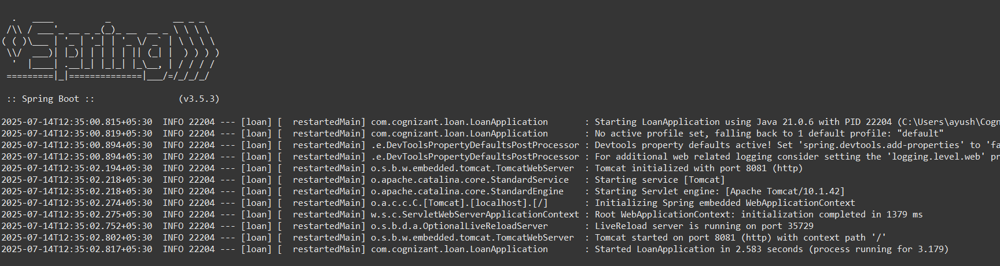 .   ____          _            __ _ _
 /\\ / ___'_ __ _ _(_)_ __  __ _ \ \ \ \
( ( )\___ | '_ | '_| | '_ \/ _` | \ \ \ \
 \\/  ___)| |_)| | | | | || (_| |  ) ) ) )
  '  |____| .__|_| |_|_| |_\__, | / / / /
 =========|_|==============|___/=/_/_/_/
 :: Spring Boot ::                (v3.5.3)
2025-07-14T12:35:00.815+05:30  INFO 22204 --- [loan] [  restartedMain] com.cognizant.loan.LoanApplication       : Starting LoanApplication using Java 21.0.6 with PID 22204 (C:\Users\ayush\Cogn
2025-07-14T12:35:00.819+05:30  INFO 22204 --- [loan] [  restartedMain] com.cognizant.loan.LoanApplication       : No active profile set, falling back to 1 default profile: "default"
2025-07-14T12:35:00.894+05:30  INFO 22204 --- [loan] [  restartedMain] .e.DevToolsPropertyDefaultsPostProcessor : Devtools property defaults active! Set 'spring.devtools.add-properties' to 'fa
2025-07-14T12:35:00.894+05:30  INFO 22204 --- [loan] [  restartedMain] .e.DevToolsPropertyDefaultsPostProcessor : For additional web related logging consider setting the 'logging.level.web' pr
2025-07-14T12:35:02.194+05:30  INFO 22204 --- [loan] [  restartedMain] o.s.b.w.embedded.tomcat.TomcatWebServer  : Tomcat initialized with port 8081 (http)
2025-07-14T12:35:02.218+05:30  INFO 22204 --- [loan] [  restartedMain] o.apache.catalina.core.StandardService   : Starting service [Tomcat]
2025-07-14T12:35:02.218+05:30  INFO 22204 --- [loan] [  restartedMain] o.apache.catalina.core.StandardEngine    : Starting Servlet engine: [Apache Tomcat/10.1.42]
2025-07-14T12:35:02.274+05:30  INFO 22204 --- [loan] [  restartedMain] o.a.c.c.C.[Tomcat].[localhost].[/]       : Initializing Spring embedded WebApplicationContext
2025-07-14T12:35:02.275+05:30  INFO 22204 --- [loan] [  restartedMain] w.s.c.ServletWebServerApplicationContext : Root WebApplicationContext: initialization completed in 1379 ms
2025-07-14T12:35:02.752+05:30  INFO 22204 --- [loan] [  restartedMain] o.s.b.d.a.OptionalLiveReloadServer       : LiveReload server is running on port 35729
2025-07-14T12:35:02.802+05:30  INFO 22204 --- [loan] [  restartedMain] o.s.b.w.embedded.tomcat.TomcatWebServer  : Tomcat started on port 8081 (http) with context path '/'
2025-07-14T12:35:02.817+05:30  INFO 22204 --- [loan] [  restartedMain] com.cognizant.loan.LoanApplication       : Started LoanApplication in 2.583 seconds (process running for 3.179)